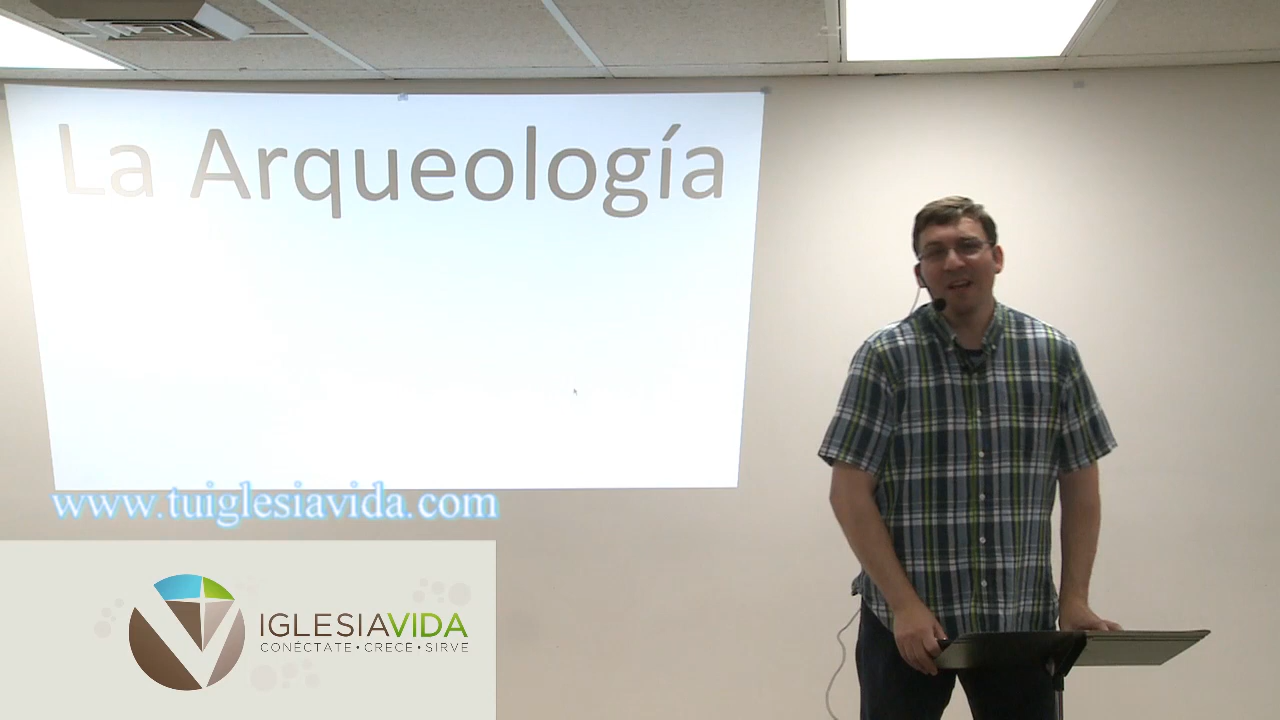 La Arqueología
www.tuiglesiavida.com
IGLESIAVIDA
CONÉCTATE • CRECE • SIRVE